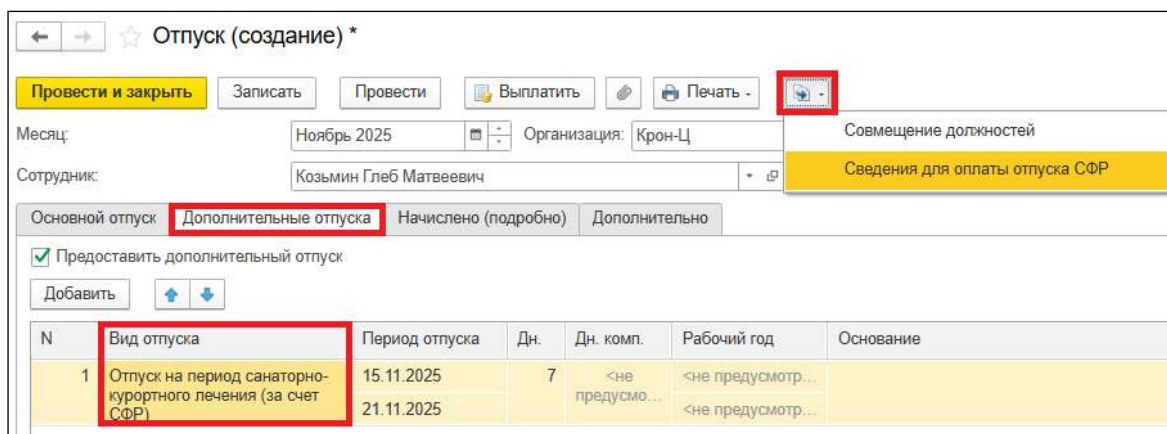 Отпуск (создание) *
Провести и закрыть Записать Провести Выплатить Печать
Совмещение должностей
Месяц: Ноябрь 2025 Организация: Крон-Ц
Сведения для оплаты отпуска СФР
Сотрудник: Козьмин Глеб Матвеевич
Основной отпуск Дополнительные отпуска Начислено (подробно) Дополнительно
Предоставить дополнительный отпуск
Добавить
N Вид отпуска Период отпуска Дн. Дн. комп. Рабочий год Основание
1 Отпуск на период санаторно- 15.11.2025 7 <не <не предусмотр...
курортного лечения (за счет предусмо...
СФР) 21.11.2025 <не предусмотр...